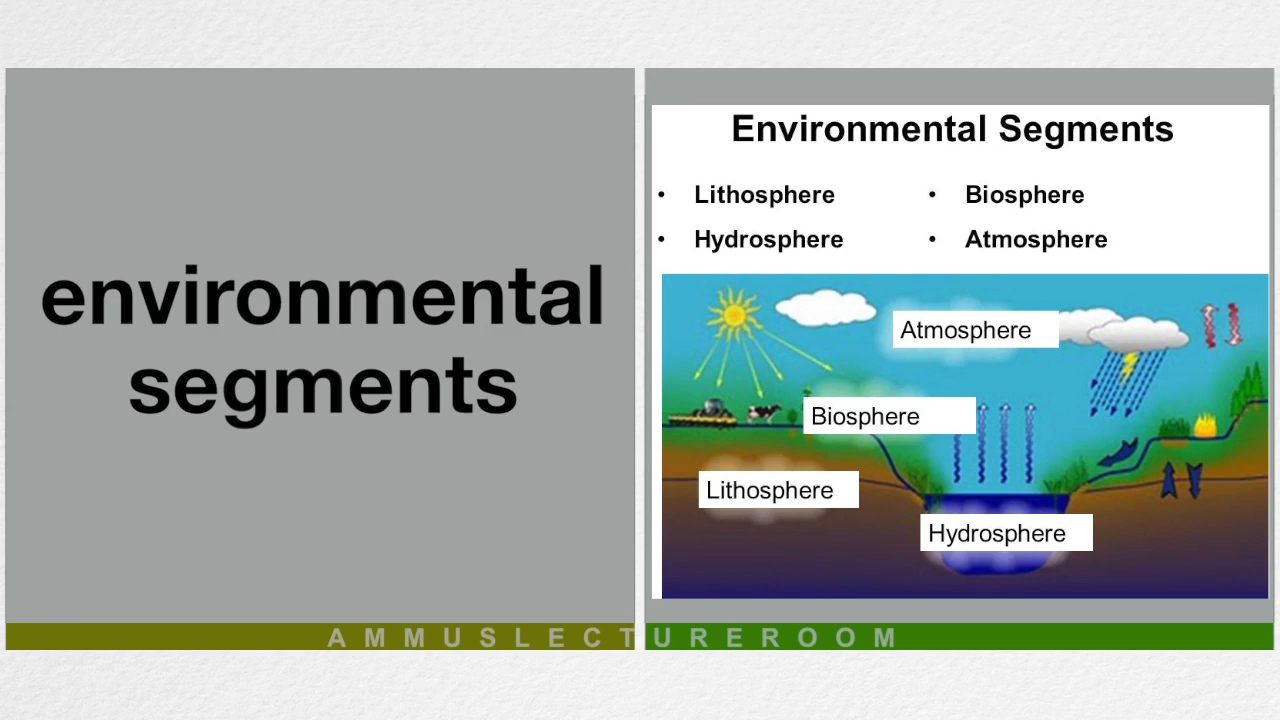 environmental
segments
Environmental Segments
• Lithosphere
• Hydrosphere
• Biosphere
• Atmosphere
Atmosphere
Biosphere
Lithosphere
Hydrosphere
AMMUSLECTUREROOM